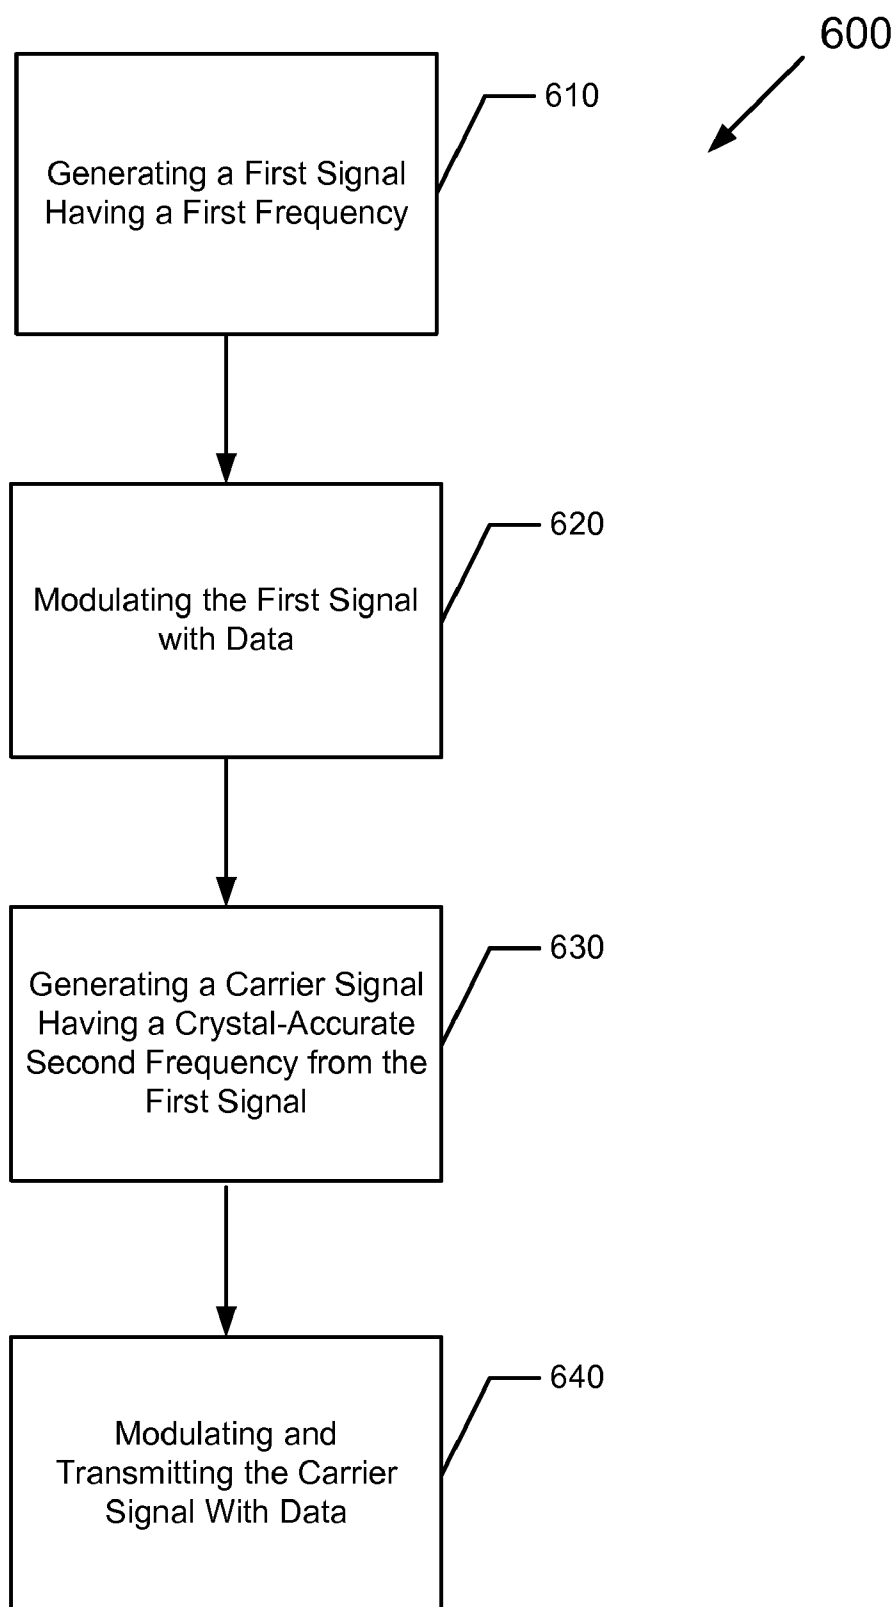 600
610
Generating a First Signal
Having a First Frequency
620
Modulating the First Signal
with Data
630
Generating a Carrier Signal
Having a Crystal-Accurate
Second Frequency from the
First Signal
640
Modulating and
Transmitting the Carrier
Signal With Data